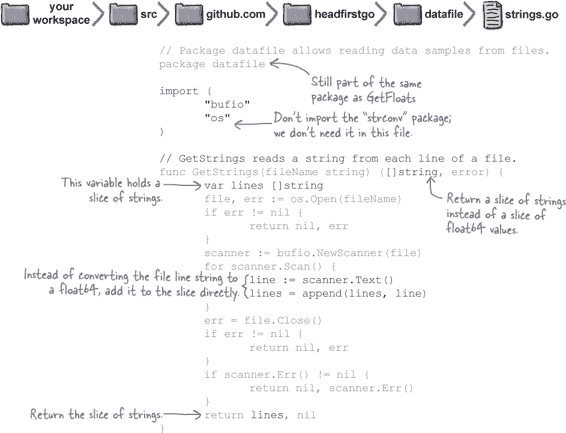 your workspace > src > github.com > headfirstgo > datafile > strings.go
// Package datafile allows reading data samples from files.
package datafile
Still part of the same
package as GetFloats
import (
"bufio"
"os"
Don't import the "strconv" package;
we don't need it in this file.
)
// GetStrings reads a string from each line of a file.
func GetStrings(fileName string) ([]string, error) {
This variable holds a
slice of strings.
var lines []string
Return a slice of strings
instead of a slice of
float64 values.
file, err := os.Open(fileName)
if err != nil {
return nil, err
}
scanner := bufio.NewScanner(file)
for scanner.Scan() {
Instead of converting the file line string to
a float64, add it to the slice directly.
line := scanner.Text()
lines = append(lines, line)
}
err = file.Close()
if err != nil {
return nil, err
}
if scanner.Err() != nil {
return nil, scanner.Err()
}
Return the slice of strings.
return lines, nil
}